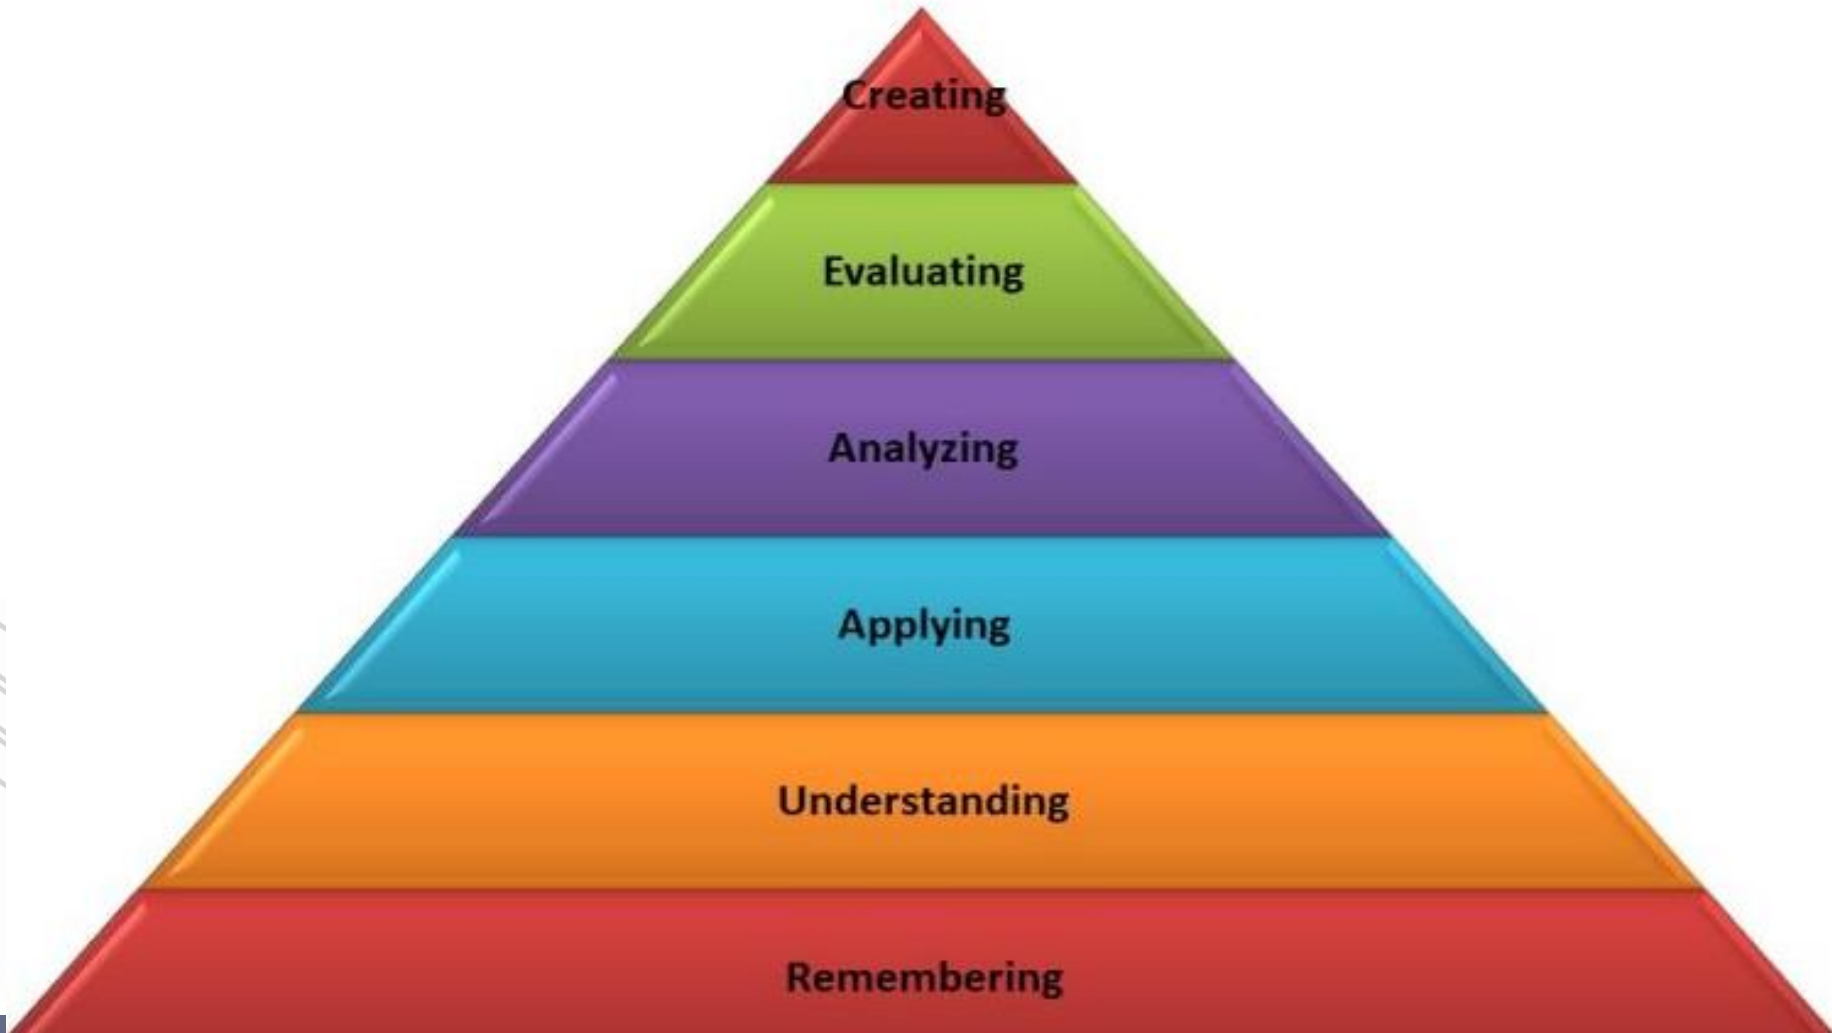 Creating
Evaluating
Analyzing
Applying
Understanding
Remembering